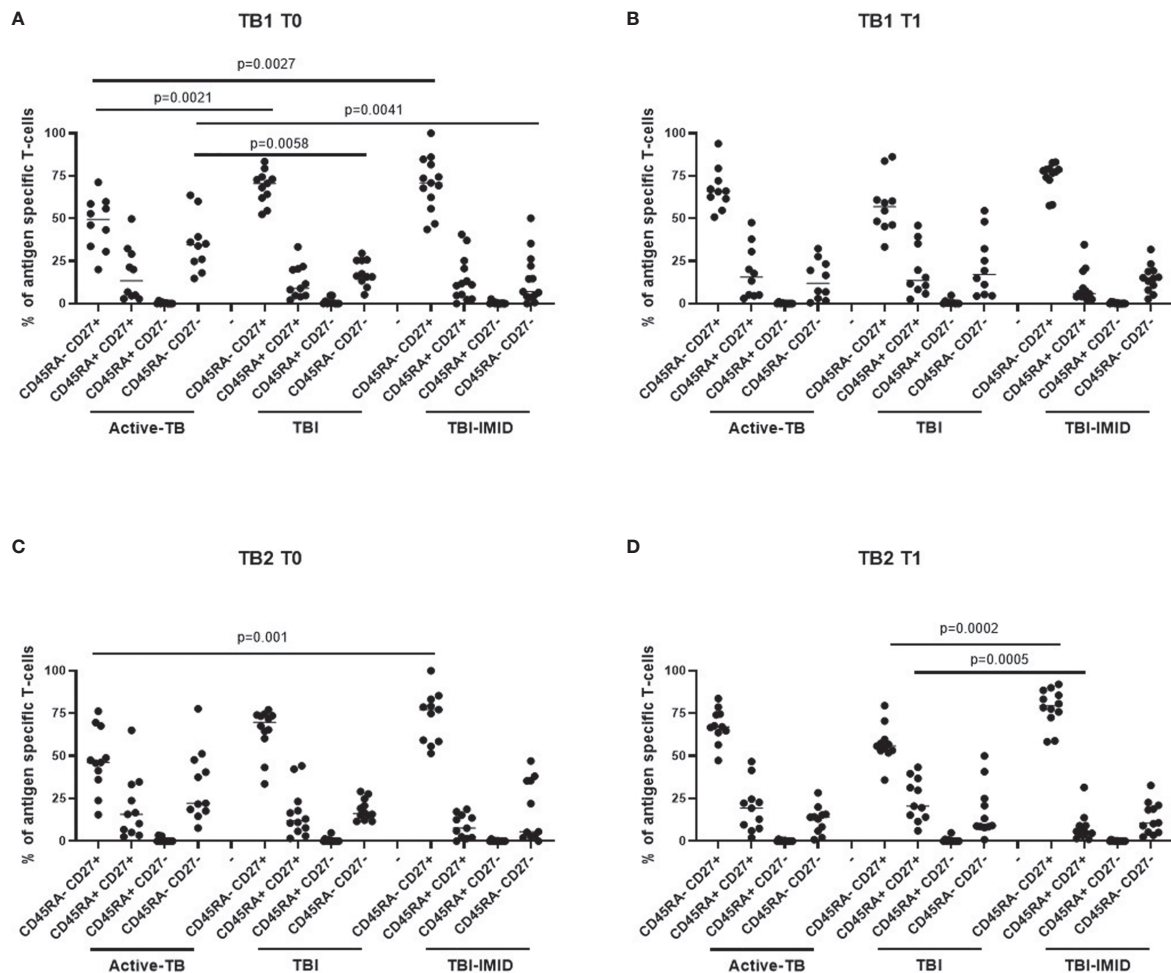 A
TB1 T0
p=0.0027
p=0.0021
p=0.0041
p=0.0058
% of antigen specific T-cells
100
75
50
25
0
CD45RA- CD27+
CD45RA+ CD27+
CD45RA+ CD27-
CD45RA- CD27-
-
CD45RA- CD27+
CD45RA+ CD27+
CD45RA+ CD27-
CD45RA- CD27-
-
CD45RA- CD27+
CD45RA+ CD27+
CD45RA+ CD27-
CD45RA- CD27-
Active-TB
TBI
TBI-IMID
B
TB1 T1
% of antigen specific T-cells
100
75
50
25
0
CD45RA- CD27+
CD45RA+ CD27+
CD45RA+ CD27-
CD45RA- CD27-
-
CD45RA- CD27+
CD45RA+ CD27+
CD45RA+ CD27-
CD45RA- CD27-
-
CD45RA- CD27+
CD45RA+ CD27+
CD45RA+ CD27-
CD45RA- CD27-
Active-TB
TBI
TBI-IMID
C
TB2 T0
p=0.001
% of antigen specific T-cells
100
75
50
25
0
CD45RA- CD27+
CD45RA+ CD27+
CD45RA+ CD27-
CD45RA- CD27-
-
CD45RA- CD27+
CD45RA+ CD27+
CD45RA+ CD27-
CD45RA- CD27-
-
CD45RA- CD27+
CD45RA+ CD27+
CD45RA+ CD27-
CD45RA- CD27-
Active-TB
TBI
TBI-IMID
D
TB2 T1
p=0.0002
p=0.0005
% of antigen specific T-cells
100
75
50
25
0
CD45RA- CD27+
CD45RA+ CD27+
CD45RA+ CD27-
CD45RA- CD27-
-
CD45RA- CD27+
CD45RA+ CD27+
CD45RA+ CD27-
CD45RA- CD27-
-
CD45RA- CD27+
CD45RA+ CD27+
CD45RA+ CD27-
CD45RA- CD27-
Active-TB
TBI
TBI-IMID